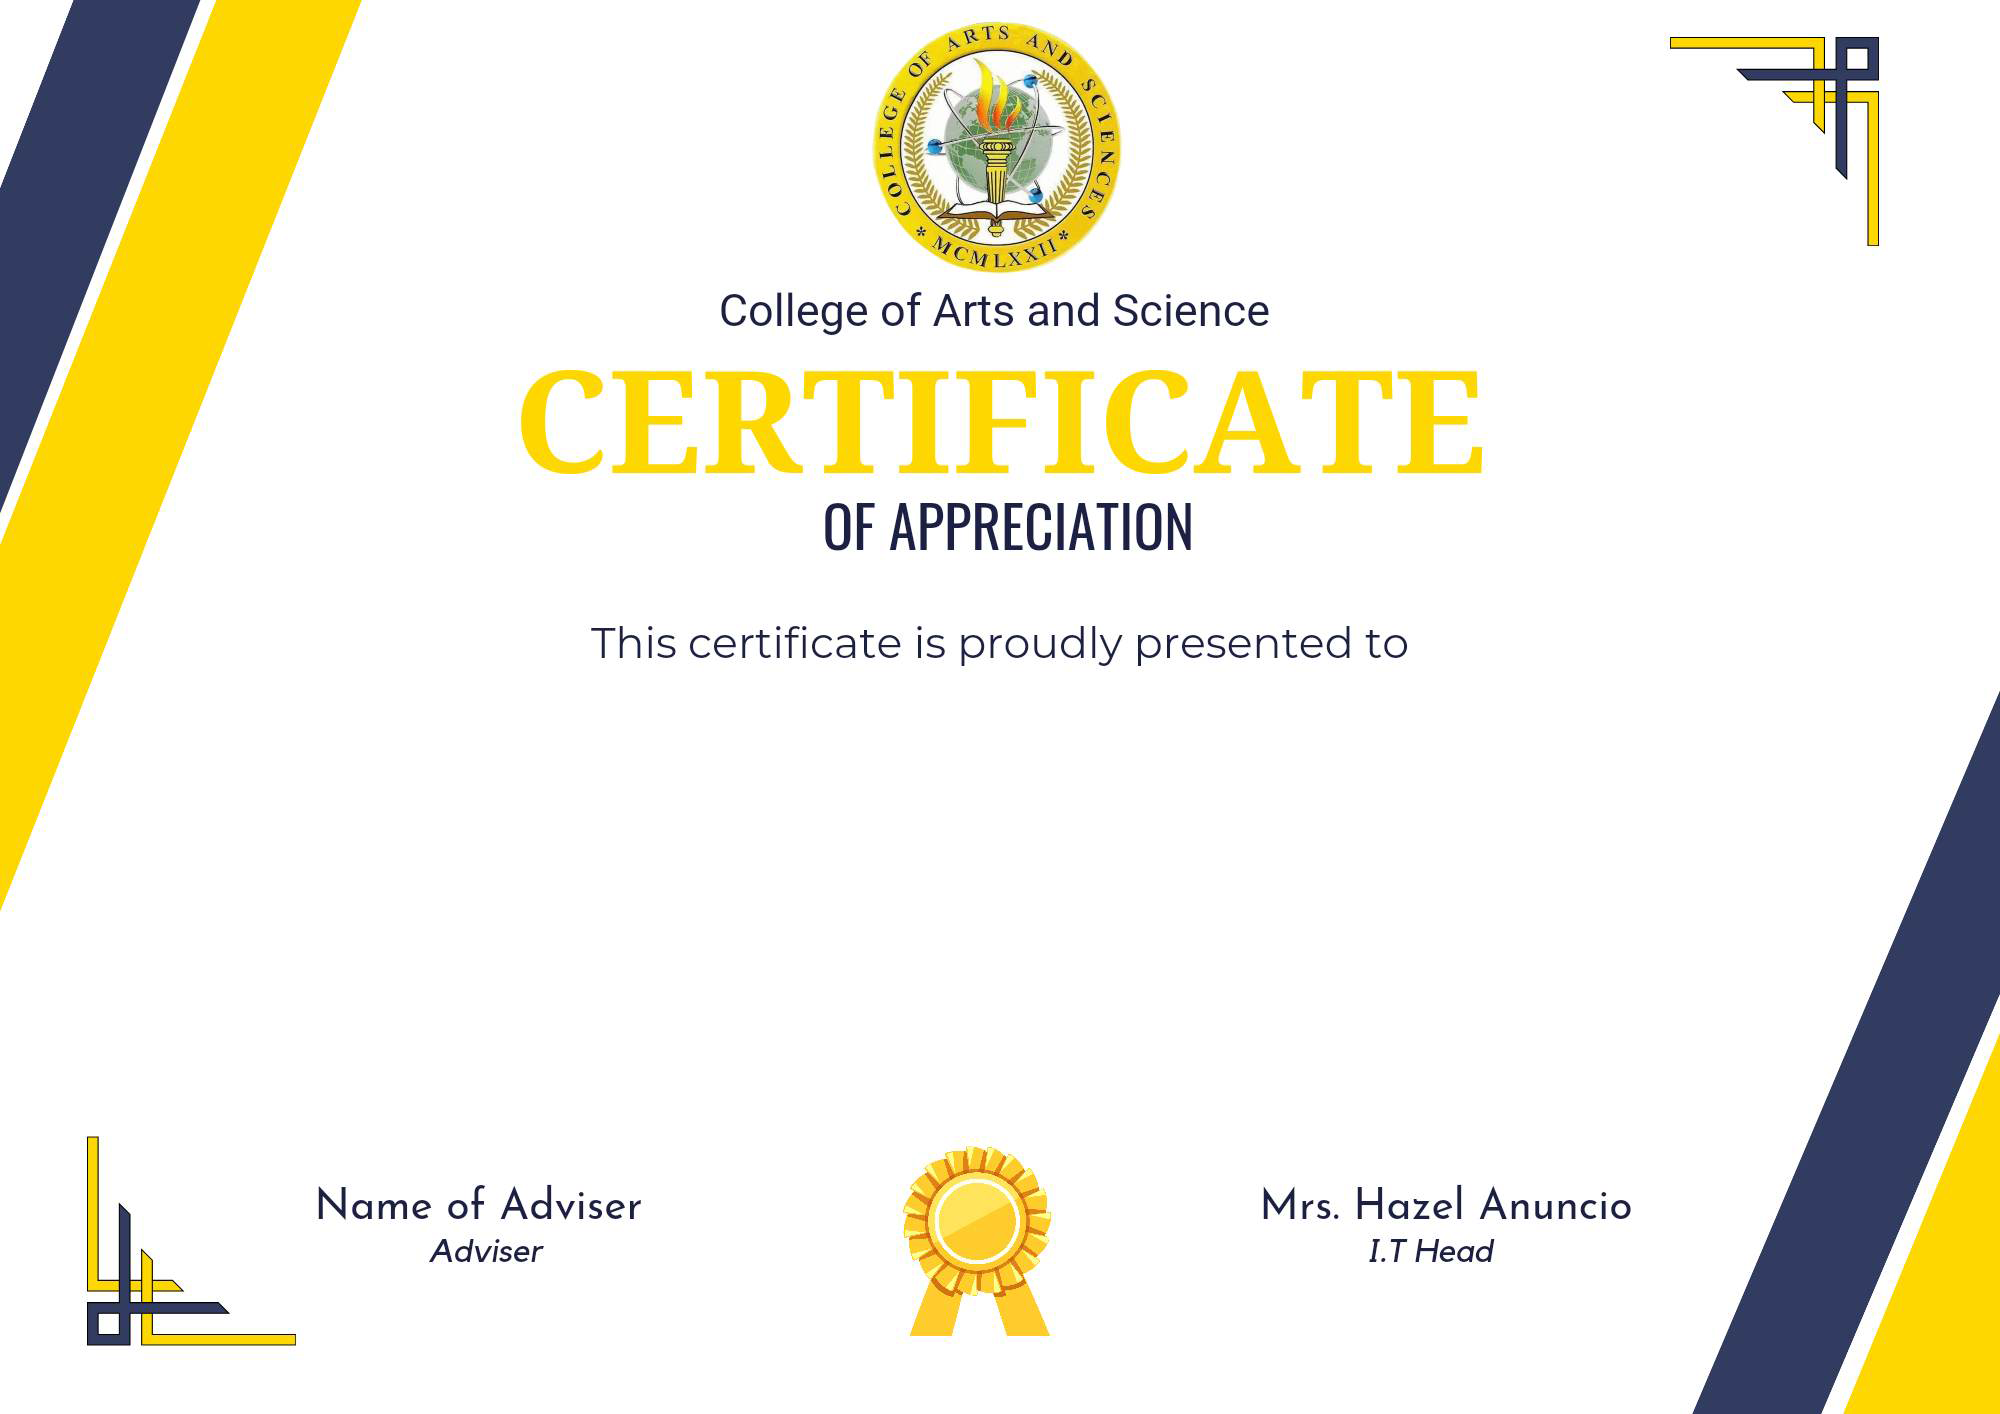 COLLEGE OF ARTS AND SCIENCES
* MCMLXXII *
College of Arts and Science
CERTIFICATE
OF APPRECIATION
This certificate is proudly presented to
Name of Adviser
Adviser
Mrs. Hazel Anuncio
I.T Head